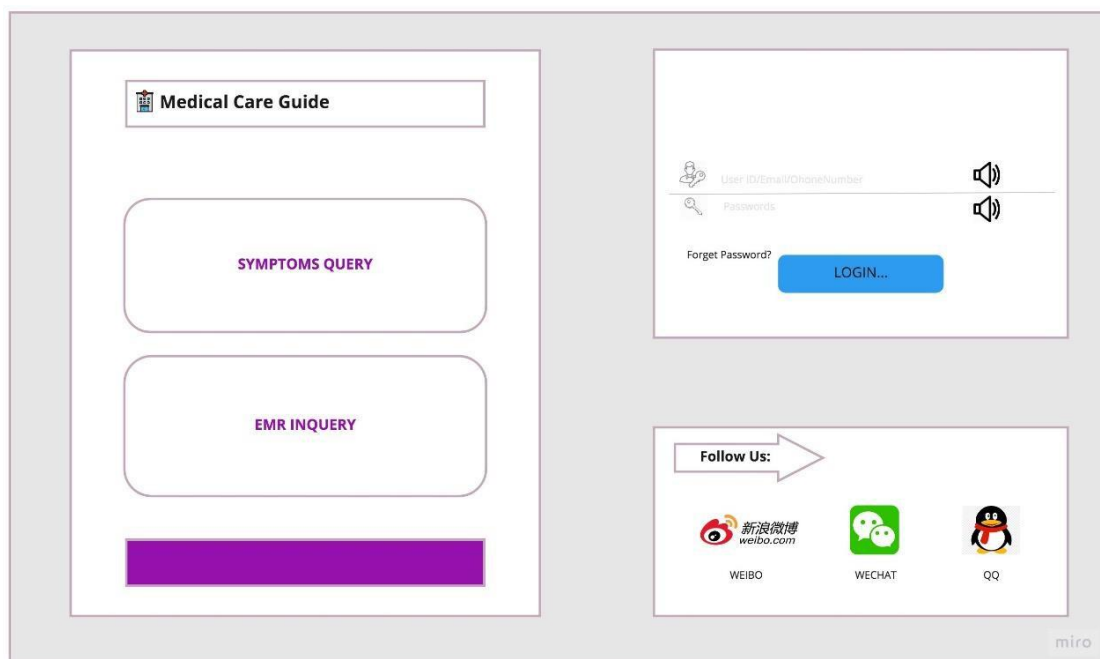 Medical Care Guide
SYMPTOMS QUERY
EMR INQUERY
User ID/Email/OhoneNumber
Passwords
Forget Password?
LOGIN...
Follow Us:
新浪微博
weibo.com
WEIBO
WECHAT
QQ
miro